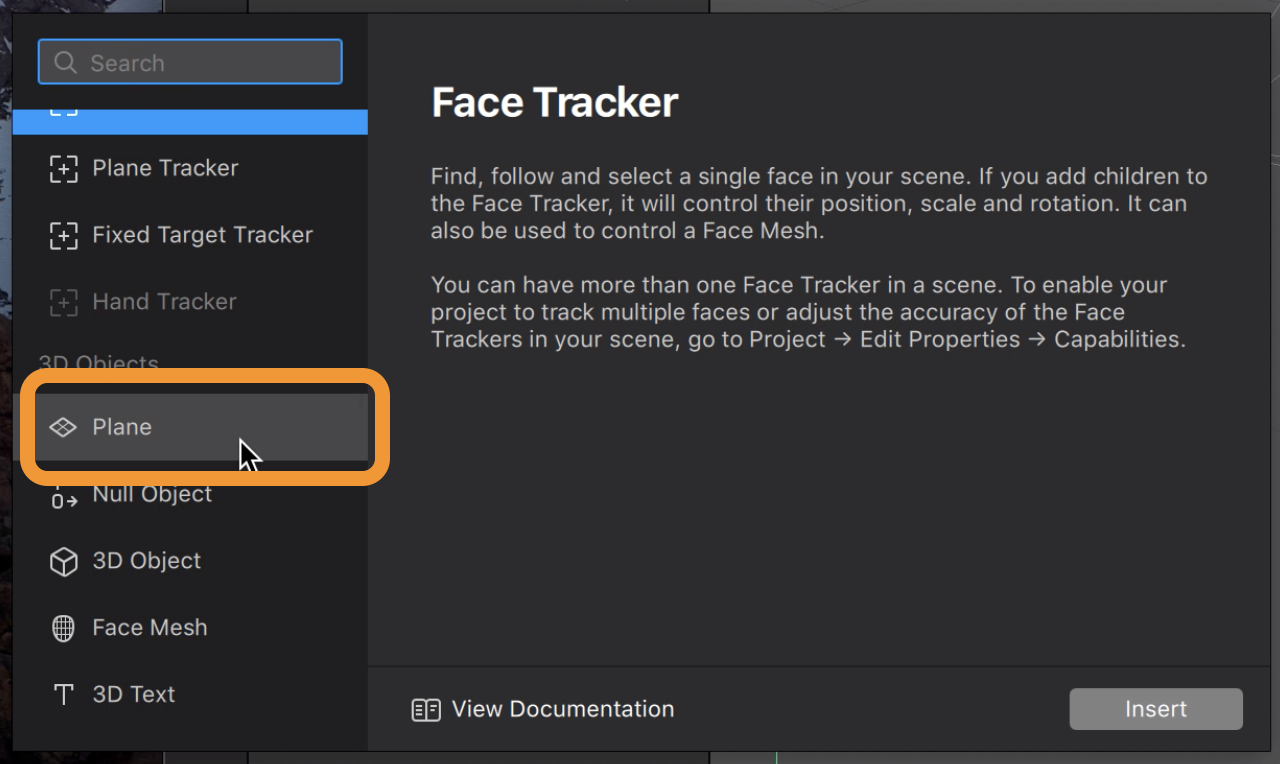 Search
Plane Tracker
Fixed Target Tracker
Hand Tracker
3D Objects
Plane
Null Object
3D Object
Face Mesh
3D Text
Face Tracker
Find, follow and select a single face in your scene. If you add children to
the Face Tracker, it will control their position, scale and rotation. It can
also be used to control a Face Mesh.
You can have more than one Face Tracker in a scene. To enable your
project to track multiple faces or adjust the accuracy of the Face
Trackers in your scene, go to Project → Edit Properties → Capabilities.
View Documentation
Insert